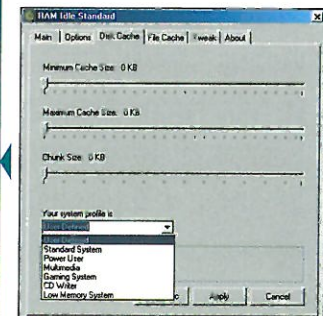 RAM Idle Standard
Main Options Disk Cache File Cache Tweak About
Minimum Cache Size: 0 KB
Maximum Cache Size: 0 KB
Chunk Size: 0 KB
Your system profile is
User Defined
User Defined
Standard System
Power User
Multimedia
Gaming System
CD Writer
Low Memory System
Apply Cancel